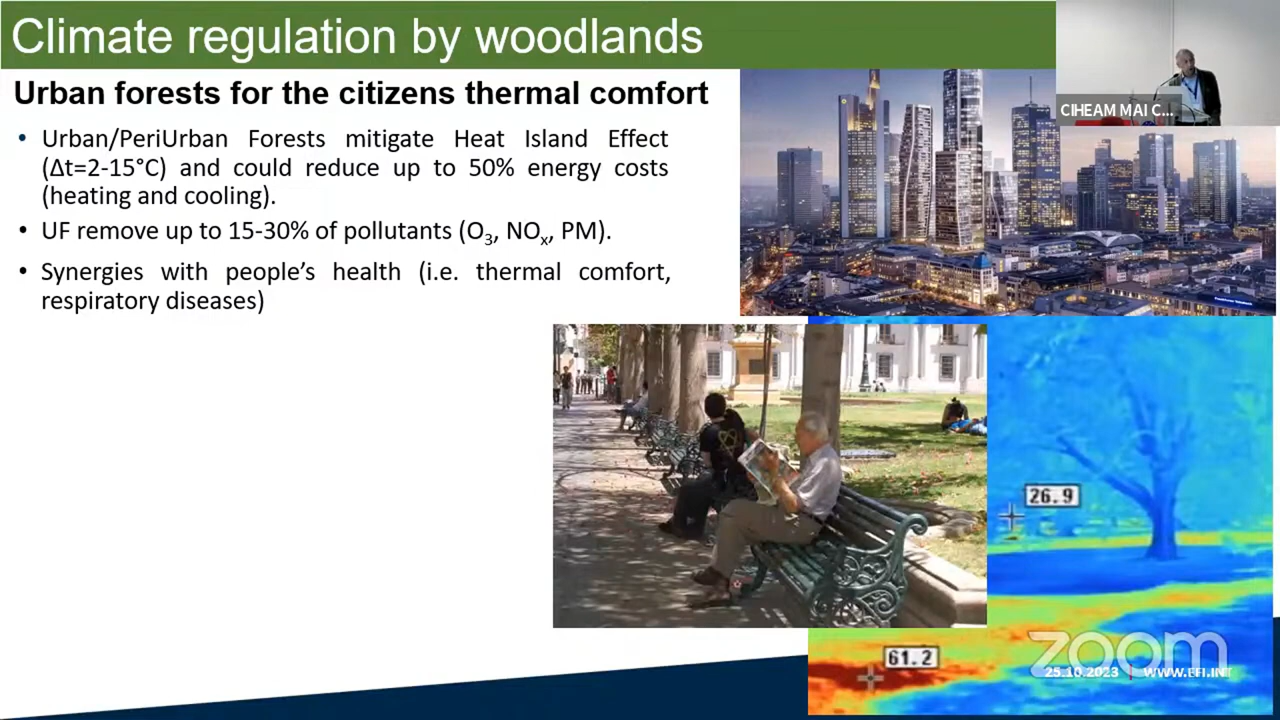 Climate regulation by woodlands
CIHEAM MAI C...
Urban forests for the citizens thermal comfort
• Urban/PeriUrban Forests mitigate Heat Island Effect
(Δt=2-15°C) and could reduce up to 50% energy costs
(heating and cooling).
• UF remove up to 15-30% of pollutants (O₃, NOₓ, PM).
• Synergies with people’s health (i.e. thermal comfort,
respiratory diseases)
26.9
61.2
zoom
25.10.2023 | WWW.EFI.INT